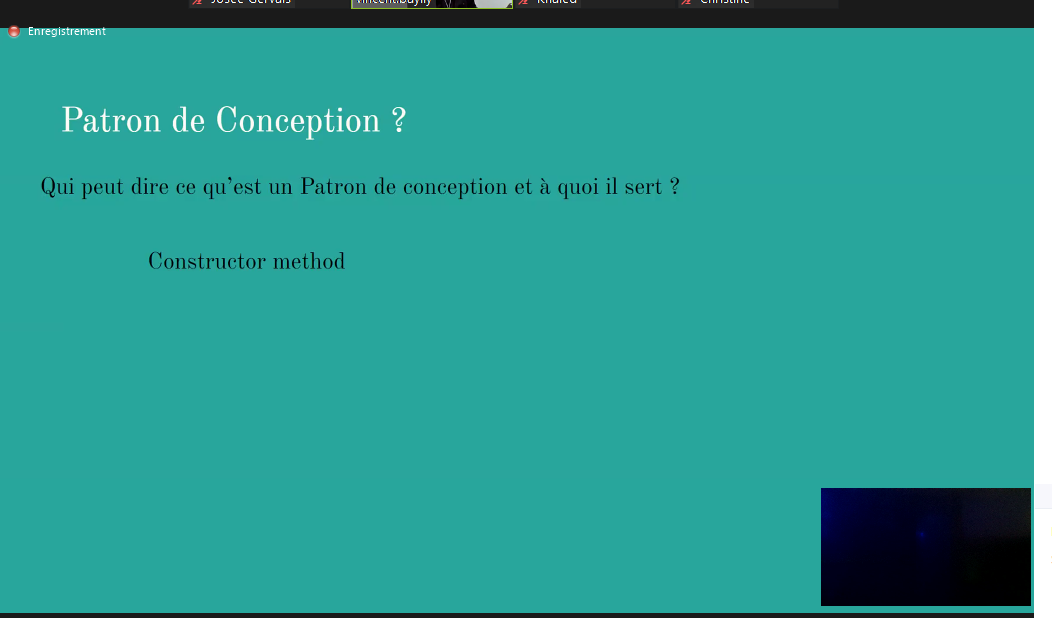 Josée Gervais
vincent.baylly
Khaled
Christine
Enregistrement
Patron de Conception ?
Qui peut dire ce qu'est un Patron de conception et à quoi il sert ?
Constructor method